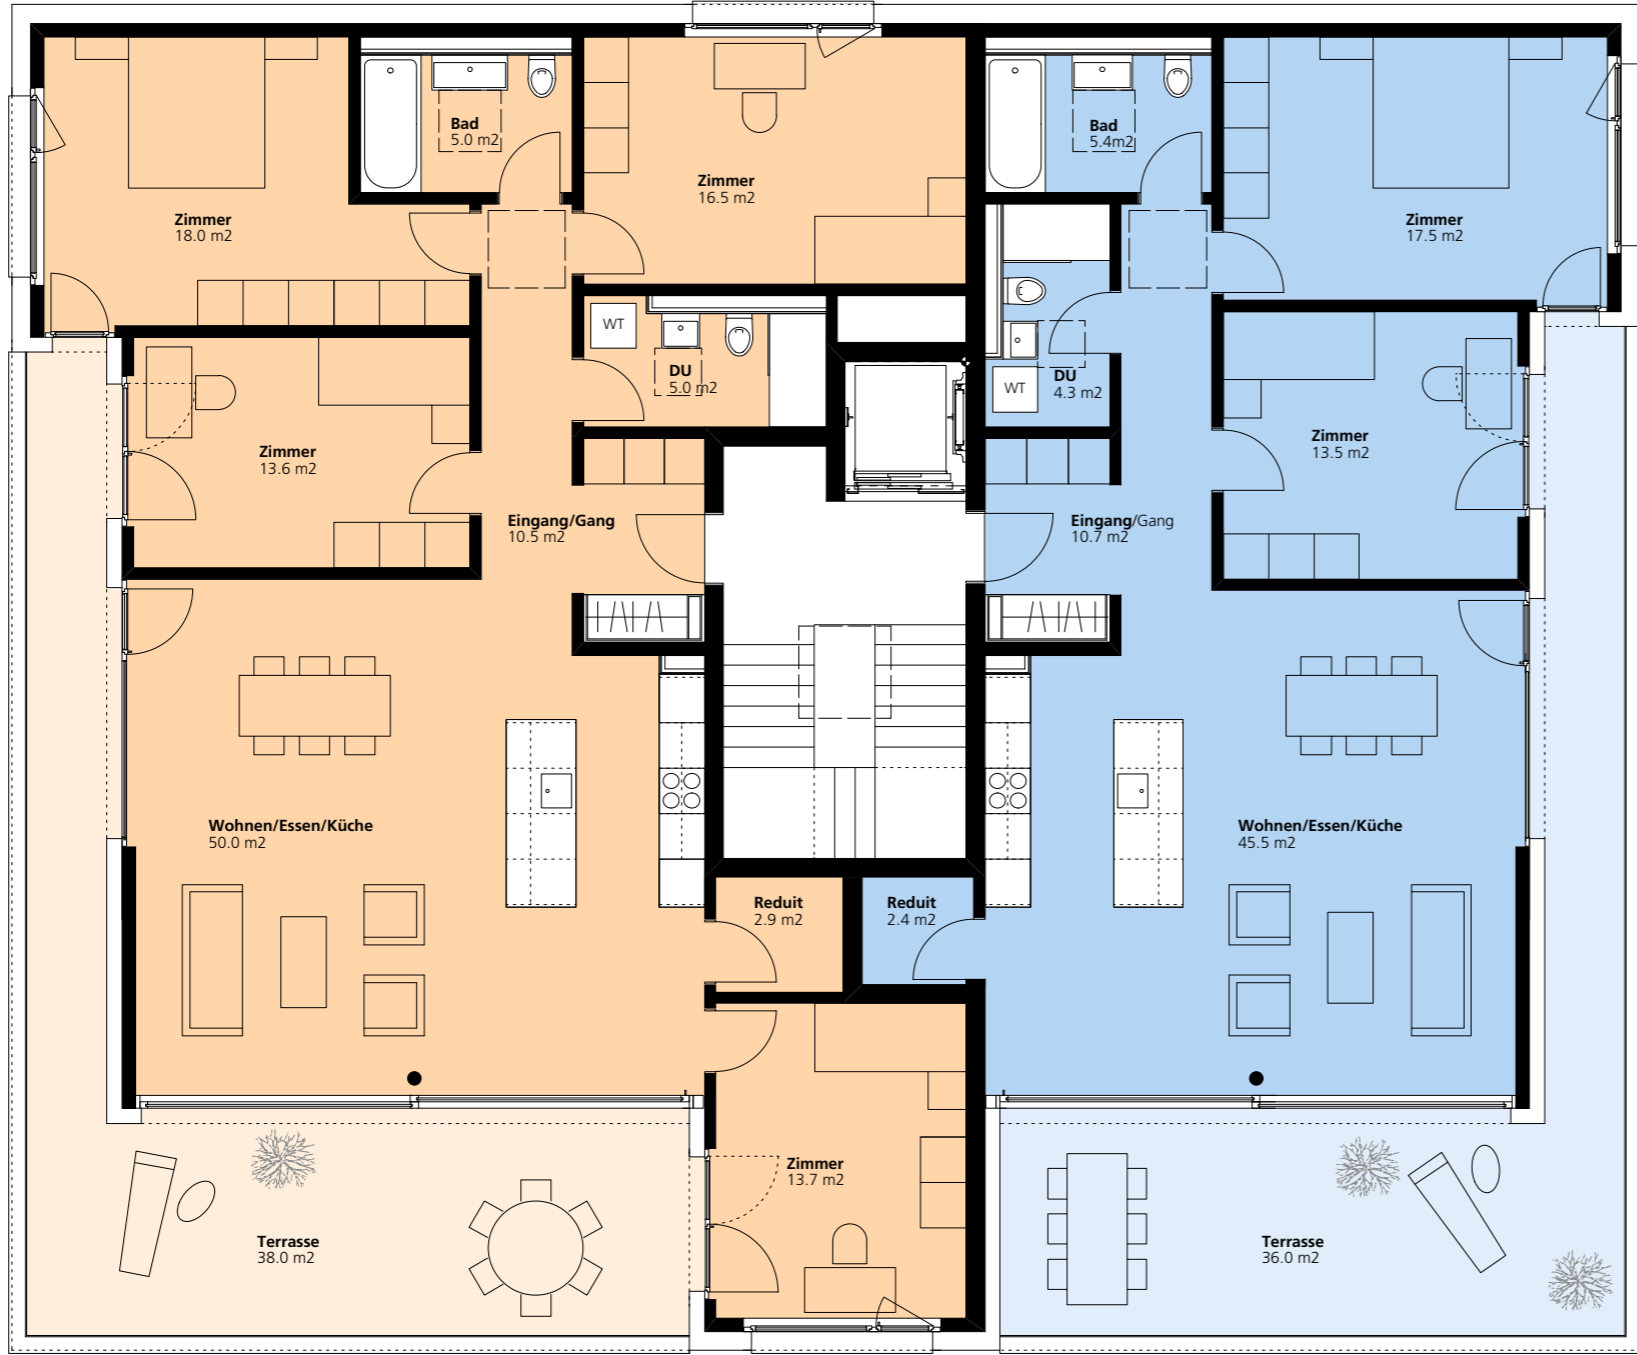 Bad
5.0 m2
Bad
5.4m2
Zimmer
16.5 m2
Zimmer
18.0 m2
Zimmer
17.5 m2
WT
DU
5.0 m2
WT
DU
4.3 m2
Zimmer
13.6 m2
Zimmer
13.5 m2
Eingang/Gang
10.5 m2
Eingang/Gang
10.7 m2
Wohnen/Essen/Küche
50.0 m2
Wohnen/Essen/Küche
45.5 m2
Reduit
2.9 m2
Reduit
2.4 m2
Zimmer
13.7 m2
Terrasse
38.0 m2
Terrasse
36.0 m2